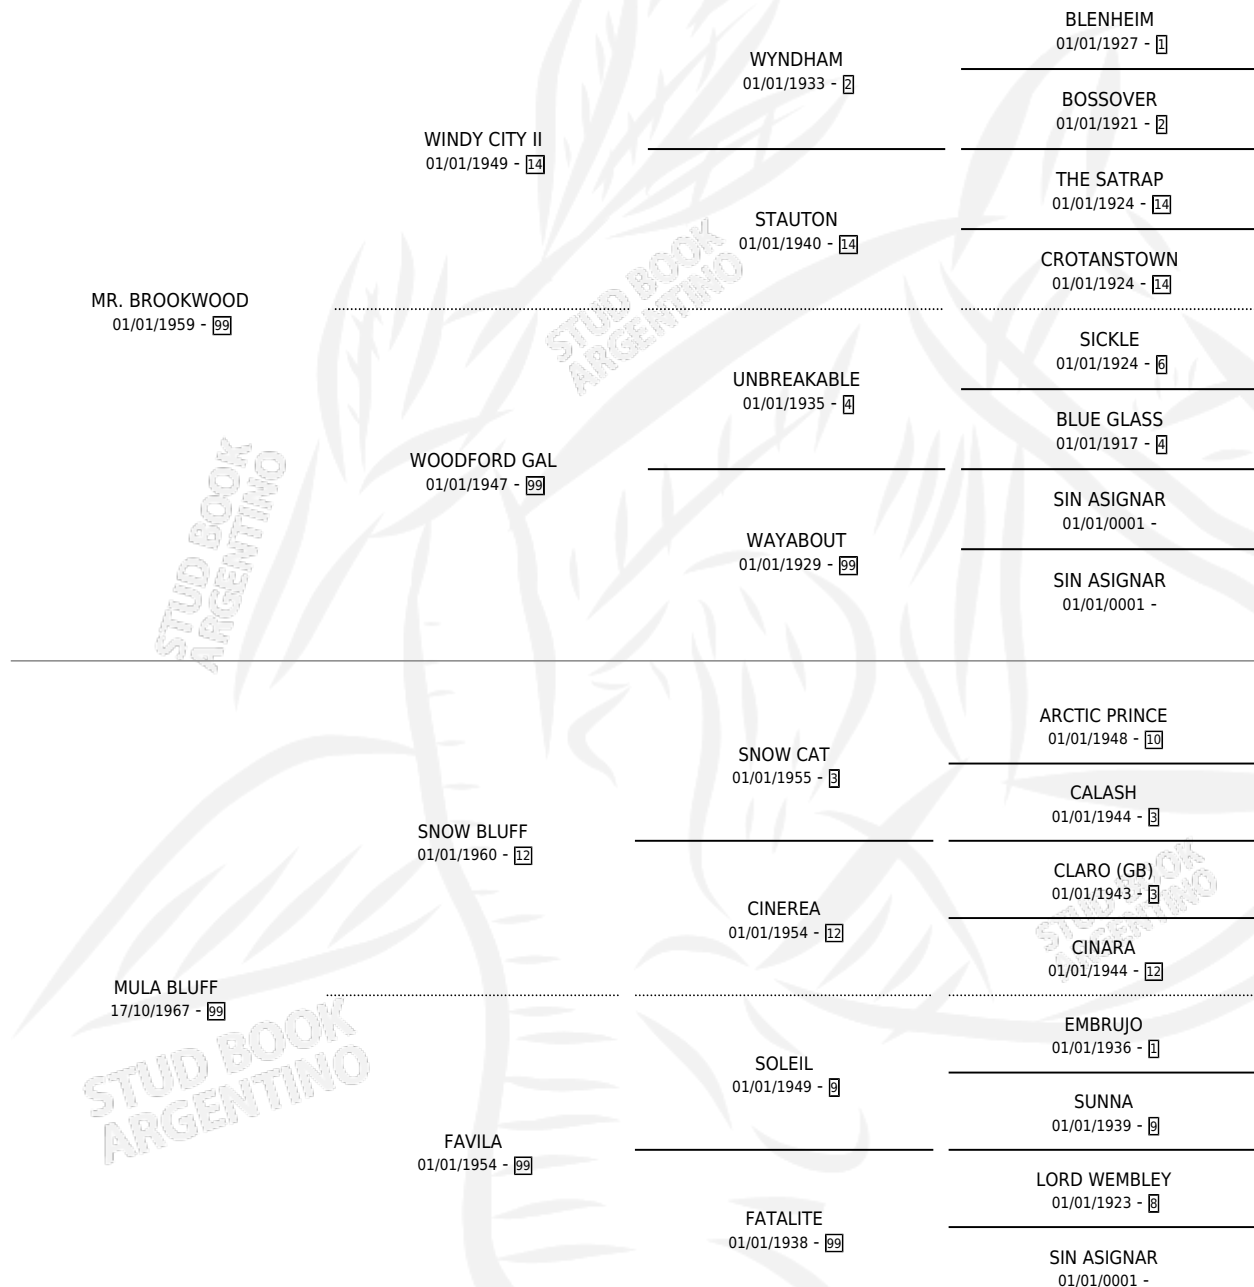 MR. BROOKWOOD
01/01/1959 - 99
WINDY CITY II
01/01/1949 - 14
WOODFORD GAL
01/01/1947 - 99
WYNDHAM
01/01/1933 - 2
STAUTON
01/01/1940 - 14
UNBREAKABLE
01/01/1935 - 4
WAYABOUT
01/01/1929 - 99
BLENHEIM
01/01/1927 - 1
BOSSOVER
01/01/1921 - 2
THE SATRAP
01/01/1924 - 14
CROTANSTOWN
01/01/1924 - 14
SICKLE
01/01/1924 - 6
BLUE GLASS
01/01/1917 - 4
SIN ASIGNAR
01/01/0001 -
SIN ASIGNAR
01/01/0001 -
MULA BLUFF
17/10/1967 - 99
SNOW BLUFF
01/01/1960 - 12
FAVILA
01/01/1954 - 99
SNOW CAT
01/01/1955 - 3
CINEREA
01/01/1954 - 12
SOLEIL
01/01/1949 - 9
FATALITE
01/01/1938 - 99
ARCTIC PRINCE
01/01/1948 - 10
CALASH
01/01/1944 - 3
CLARO (GB)
01/01/1943 - 3
CINARA
01/01/1944 - 12
EMBRUJO
01/01/1936 - 1
SUNNA
01/01/1939 - 9
LORD WEMBLEY
01/01/1923 - 8
SIN ASIGNAR
01/01/0001 -
STUD BOOK
ARGENTINO
STUD BOOK
ARGENTINO
STUD BOOK
ARGENTINO
STUD BOOK
ARGENTINO